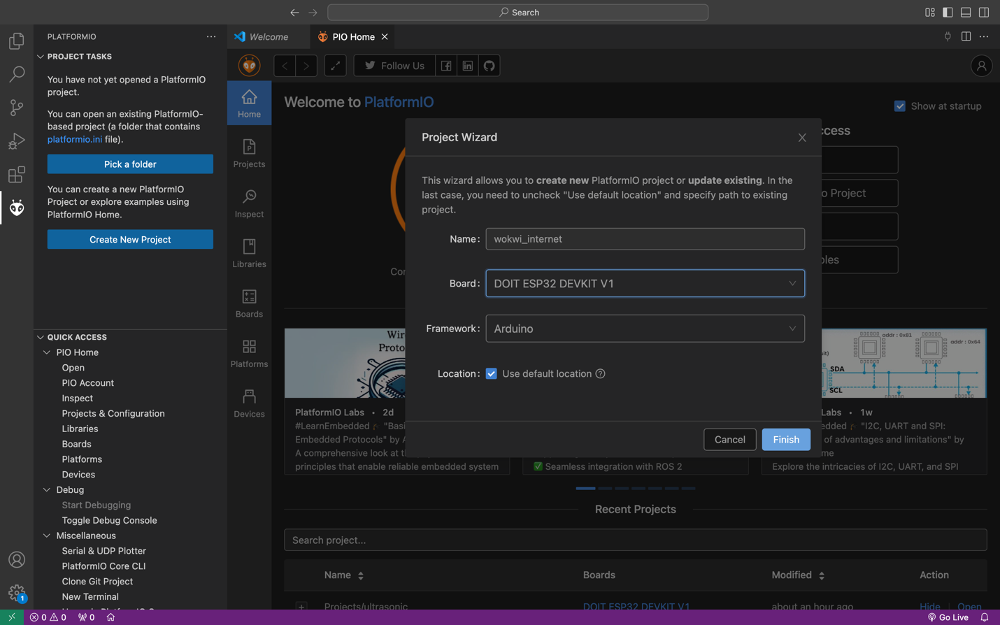 Search
PLATFORMIO
Welcome
PIO Home
PROJECT TASKS
You have not yet opened a PlatformIO
project.
You can open an existing PlatformIO-
based project (a folder that contains
platformio.ini file).
Pick a folder
You can create a new PlatformIO
Project or explore examples using
PlatformIO Home.
Create New Project
QUICK ACCESS
PIO Home
Open
PIO Account
Inspect
Projects & Configuration
Libraries
Boards
Platforms
Devices
Debug
Start Debugging
Toggle Debug Console
Miscellaneous
Serial & UDP Plotter
PlatformIO Core CLI
Clone Git Project
New Terminal
Follow Us
Home
Projects
Inspect
Libraries
Boards
Platforms
Devices
Welcome to PlatformIO
Show at startup
Project Wizard
This wizard allows you to create new PlatformIO project or update existing. In the
last case, you need to uncheck "Use default location" and specify path to existing
project.
Name:
wokwi_internet
Board:
DOIT ESP32 DEVKIT V1
Framework:
Arduino
Location:
Use default location
Cancel
Finish
addr : 0x81
addr : 0x64
SDA
SCL
PlatformIO Labs • 2d
#LearnEmbedded
Embedded Protocols" by
A comprehensive look at
principles that enable reliable embedded system
Seamless integration with ROS 2
Labs • 1w
"I2C, UART and SPI:
of advantages and limitations" by
Explore the intricacies of I2C, UART, and SPI
Recent Projects
Search project...
Name
Boards
Modified
Action
Projects/ultrasonic
DOIT ESP32 DEVKIT V1
about an hour ago
Hide
Open
1
0
0
0
Go Live